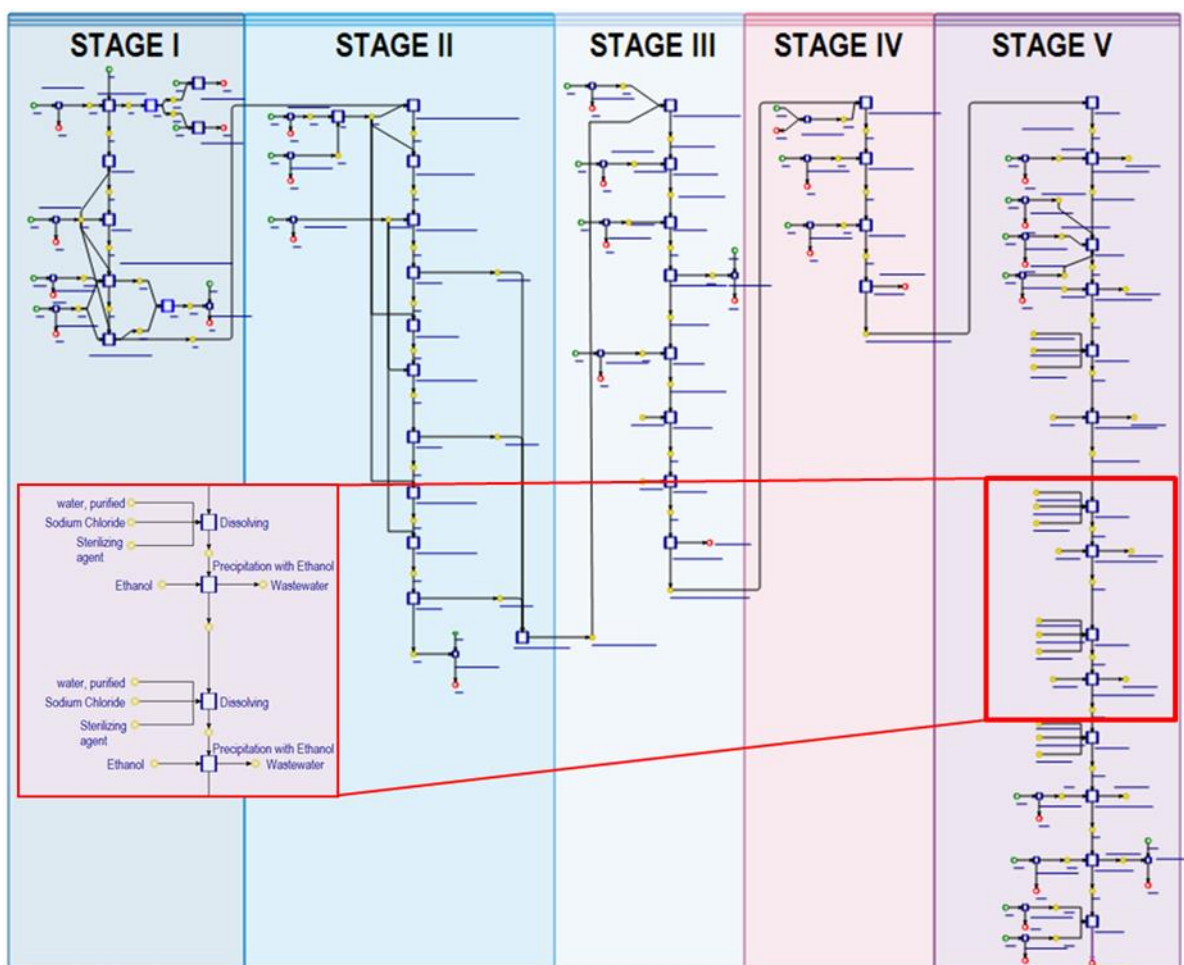 STAGE I
STAGE II
STAGE III
STAGE IV
STAGE V
water, purified
Sodium Chloride
Dissolving
Sterilizing
agent
Precipitation with Ethanol
Ethanol
Wastewater
water, purified
Sodium Chloride
Dissolving
Sterilizing
agent
Precipitation with Ethanol
Ethanol
Wastewater